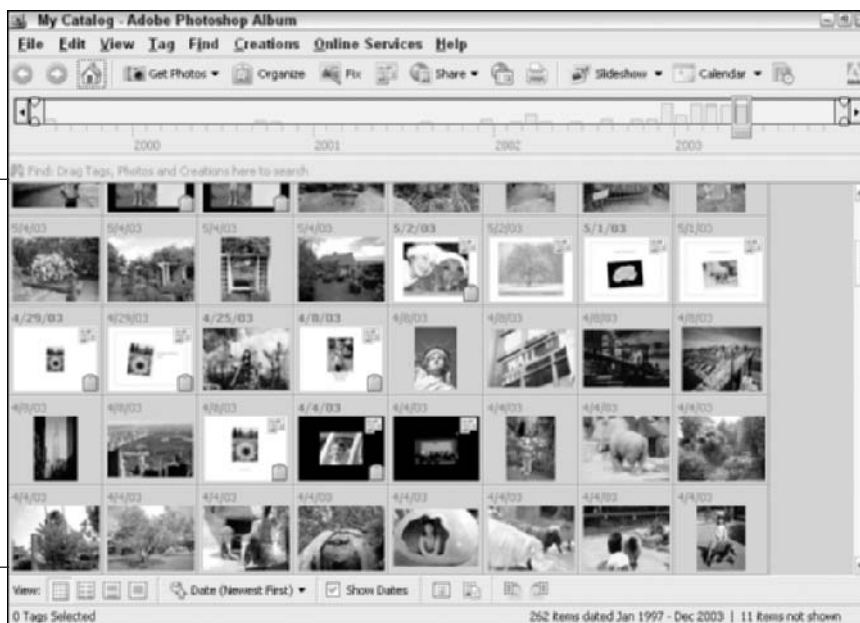 My Catalog - Adobe Photoshop Album
File Edit View Tag Find Creations Online Services Help
Get Photos Organize Fix Share Slideshow Calendar
2000 2001 2002 2003
Find: Drag Tags, Photos and Creations here to search
5/4/03 5/4/03 5/4/03 5/4/03 5/2/03 5/2/03 5/1/03 5/1/03
4/29/03 4/29/03 4/25/03 4/8/03 4/8/03 4/8/03 4/8/03 4/8/03
4/8/03 4/8/03 4/8/03 4/4/03 4/4/03 4/4/03 4/4/03 4/4/03
4/4/03 4/4/03 4/4/03 4/4/03 4/4/03 4/4/03 4/4/03 4/4/03
View: Date (Newest First) Show Dates
0 Tags Selected 262 items dated Jan 1997 - Dec 2003 | 11 items not shown